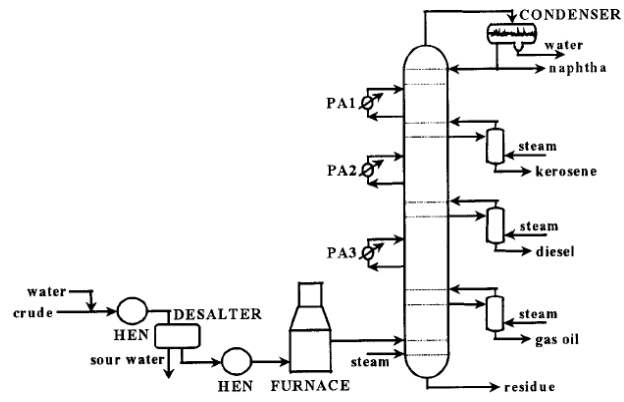 CONDENSER
water
naphtha
PA1
steam
kerosene
PA2
steam
diesel
PA3
water
crude
HEN
DESALTER
sour water
HEN
FURNACE
steam
steam
gas oil
residue